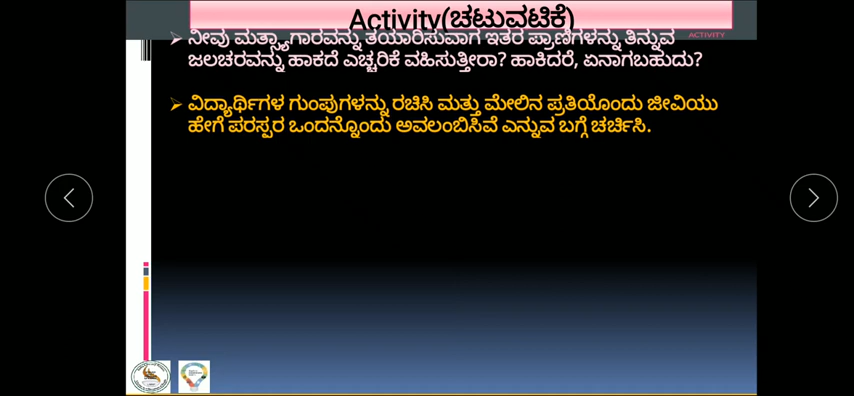 Activity(ಚಟುವಟಿಕೆ)
ACTIVITY
➢ ನೀವು ಮತ್ಸ್ಯಾಗಾರವನ್ನು ತಯಾರಿಸುವಾಗ ಇತರ ಪ್ರಾಣಿಗಳನ್ನು ತಿನ್ನುವ
ಜಲಚರವನ್ನು ಹಾಕದೆ ಎಚ್ಚರಿಕೆ ವಹಿಸುತ್ತೀರಾ? ಹಾಕಿದರೆ, ಏನಾಗಬಹುದು?
➢ ವಿದ್ಯಾರ್ಥಿಗಳ ಗುಂಪುಗಳನ್ನು ರಚಿಸಿ ಮತ್ತು ಮೇಲಿನ ಪ್ರತಿಯೊಂದು ಜೀವಿಯು
ಹೇಗೆ ಪರಸ್ಪರ ಒಂದನ್ನೊಂದು ಅವಲಂಬಿಸಿವೆ ಎನ್ನುವ ಬಗ್ಗೆ ಚರ್ಚಿಸಿ.